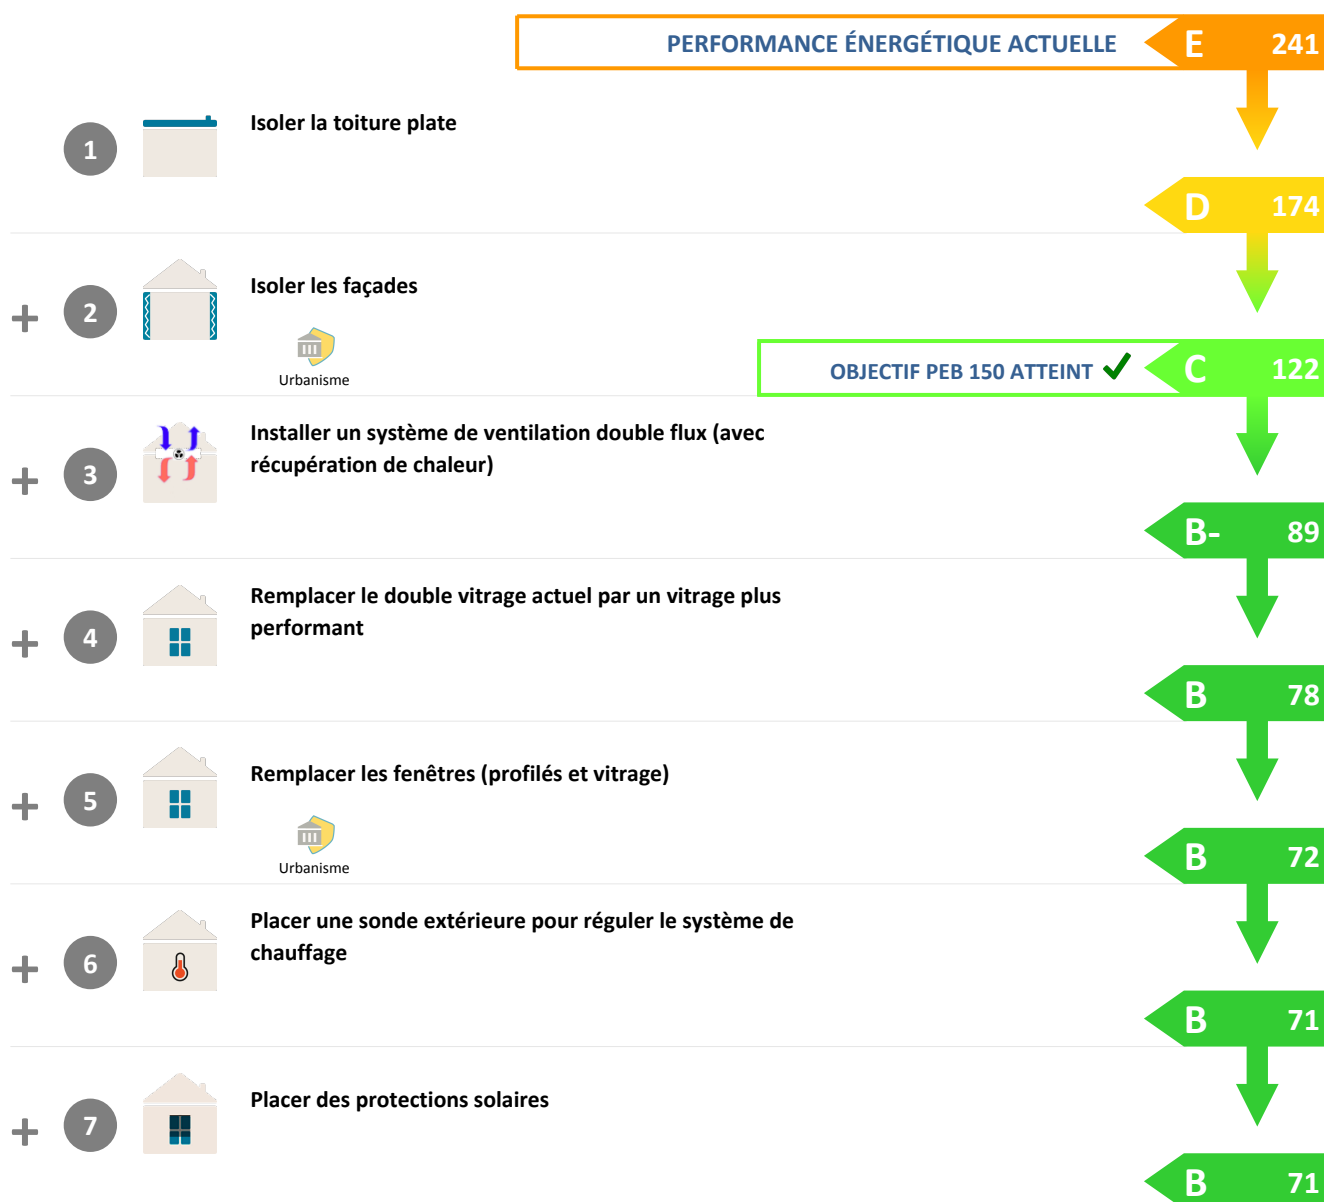 PERFORMANCE ÉNERGÉTIQUE ACTUELLE E 241
1 Isoler la toiture plate
D 174
+ 2 Isoler les façades
Urbanisme
OBJECTIF PEB 150 ATTEINT ✔ C 122
+ 3 Installer un système de ventilation double flux (avec
récupération de chaleur)
B- 89
+ 4 Remplacer le double vitrage actuel par un vitrage plus
performant
B 78
+ 5 Remplacer les fenêtres (profilés et vitrage)
Urbanisme
B 72
+ 6 Placer une sonde extérieure pour réguler le système de
chauffage
B 71
+ 7 Placer des protections solaires
B 71